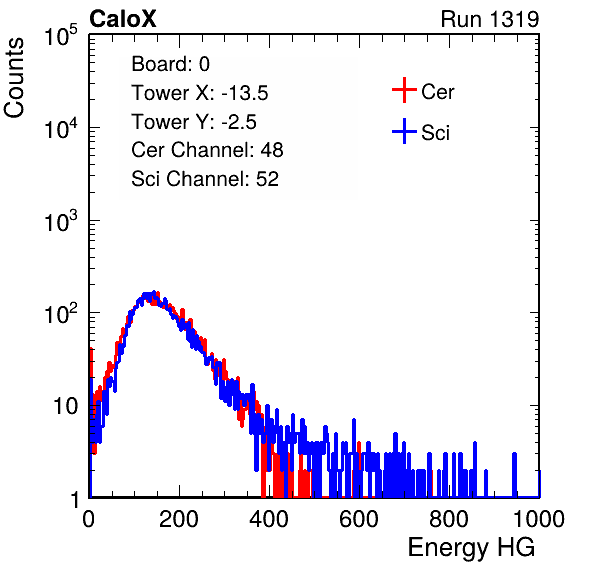 CaloX Run 1319
Counts
10^5
10^4
10^3
10^2
10
1
Board: 0
Tower X: -13.5
Tower Y: -2.5
Cer Channel: 48
Sci Channel: 52
Cer
Sci
0 200 400 600 800 1000
Energy HG